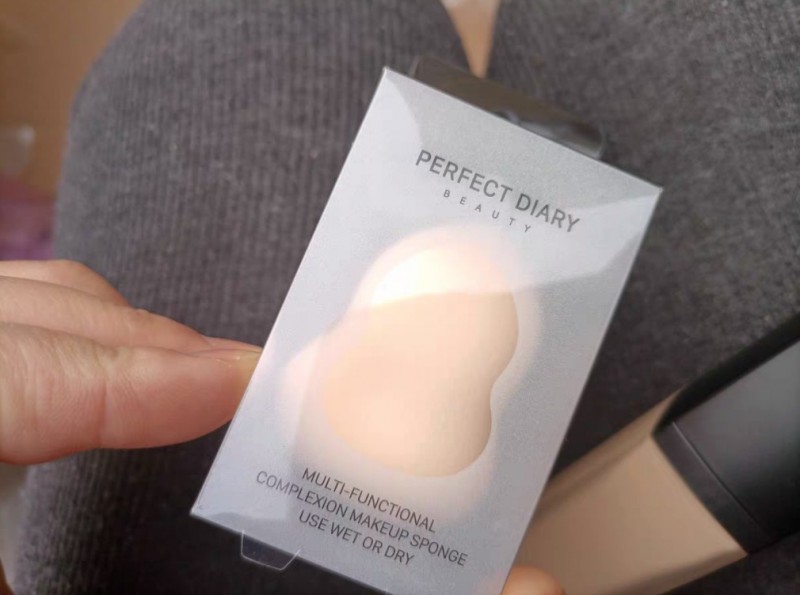 PERFECT DIARY
BEAUTY
MULTI-FUNCTIONAL
COMPLEXION MAKEUP SPONGE
USE WET OR DRY